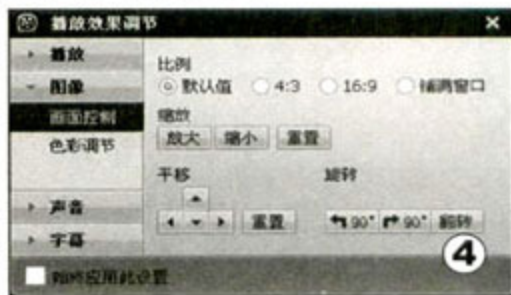 播放效果调节
播放
图像
画面控制
色彩调节
声音
字幕
比例
默认值 4:3 16:9 铺满窗口
缩放
放大 缩小 重置
平移
重置
旋转
90° 90° 翻转
始终应用此设置
4